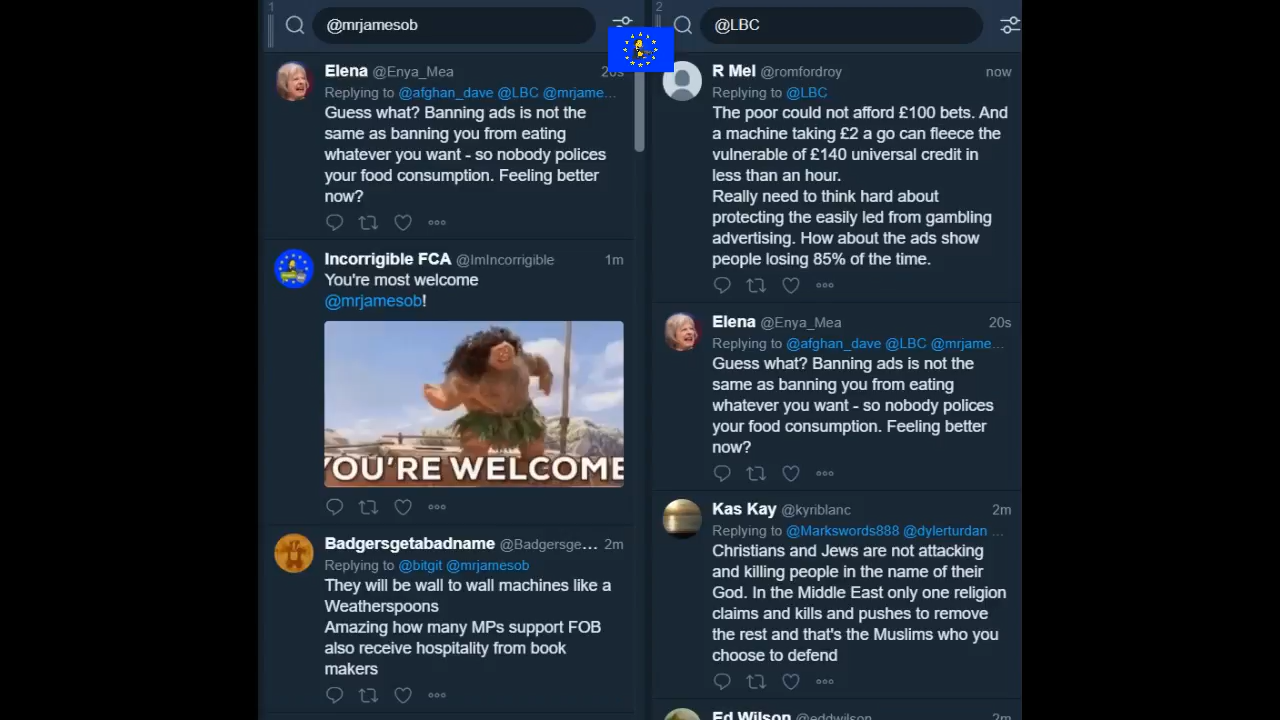 1
@mrjamesob
Elena @Enya_Mea 20s
Replying to @afghan_dave @LBC @mrjame…
Guess what? Banning ads is not the
same as banning you from eating
whatever you want - so nobody polices
your food consumption. Feeling better
now?
Incorrigible FCA @ImIncorrigible 1m
You're most welcome
@mrjamesob!
YOU'RE WELCOME
Badgersgetabadname @Badgersge… 2m
Replying to @bitgit @mrjamesob
They will be wall to wall machines like a
Weatherspoons
Amazing how many MPs support FOB
also receive hospitality from book
makers
2
@LBC
R Mel @romfordroy now
Replying to @LBC
The poor could not afford £100 bets. And
a machine taking £2 a go can fleece the
vulnerable of £140 universal credit in
less than an hour.
Really need to think hard about
protecting the easily led from gambling
advertising. How about the ads show
people losing 85% of the time.
Elena @Enya_Mea 20s
Replying to @afghan_dave @LBC @mrjame…
Guess what? Banning ads is not the
same as banning you from eating
whatever you want - so nobody polices
your food consumption. Feeling better
now?
Kas Kay @kyriblanc 2m
Replying to @Markswords888 @dylerturdan …
Christians and Jews are not attacking
and killing people in the name of their
God. In the Middle East only one religion
claims and kills and pushes to remove
the rest and that's the Muslims who you
choose to defend
Ed Wilson @eddwilson 2m